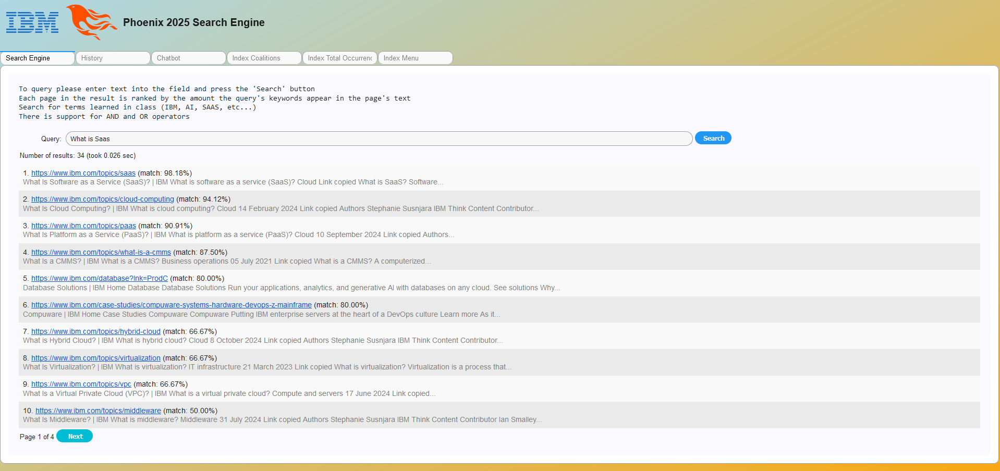 IBM
Phoenix 2025 Search Engine
Search Engine
History
Chatbot
Index Coalitions
Index Total Occurrenc
Index Menu
To query please enter text into the field and press the 'Search' button
Each page in the result is ranked by the amount the query's keywords appear in the page's text
Search for terms learned in class (IBM, AI, SAAS, etc...)
There is support for AND and OR operators
Query: What is Saas Search
Number of results: 34 (took 0.026 sec)
1. https://www.ibm.com/topics/saas (match: 98.18%)
What Is Software as a Service (SaaS)? | IBM What is software as a service (SaaS)? Cloud Link copied What is SaaS? Software...
2. https://www.ibm.com/topics/cloud-computing (match: 94.12%)
What Is Cloud Computing? | IBM What is cloud computing? Cloud 14 February 2024 Link copied Authors Stephanie Susnjara IBM Think Content Contributor...
3. https://www.ibm.com/topics/paas (match: 90.91%)
What Is Platform as a Service (PaaS)? | IBM What is platform as a service (PaaS)? Cloud 10 September 2024 Link copied Authors...
4. https://www.ibm.com/topics/what-is-a-cmms (match: 87.50%)
What Is a CMMS? | IBM What is a CMMS? Business operations 05 July 2021 Link copied What is a CMMS? A computerized...
5. https://www.ibm.com/database?lnk=ProdC (match: 80.00%)
Database Solutions | IBM Home Database Database Solutions Run your applications, analytics, and generative AI with databases on any cloud. See solutions Why...
6. https://www.ibm.com/case-studies/compuware-systems-hardware-devops-z-mainframe (match: 80.00%)
Compuware | IBM Home Case Studies Compuware Compuware Putting IBM enterprise servers at the heart of a DevOps culture Learn more As it...
7. https://www.ibm.com/topics/hybrid-cloud (match: 66.67%)
What is Hybrid Cloud? | IBM What is hybrid cloud? Cloud 8 October 2024 Link copied Authors Stephanie Susnjara IBM Think Content Contributor...
8. https://www.ibm.com/topics/virtualization (match: 66.67%)
What Is Virtualization? | IBM What is virtualization? IT infrastructure 21 March 2023 Link copied What is virtualization? Virtualization is a process that...
9. https://www.ibm.com/topics/vpc (match: 66.67%)
What Is a Virtual Private Cloud (VPC)? | IBM What is a virtual private cloud? Compute and servers 17 June 2024 Link copied...
10. https://www.ibm.com/topics/middleware (match: 50.00%)
What Is Middleware? | IBM What is middleware? Middleware 31 July 2024 Link copied Authors Stephanie Susnjara IBM Think Content Contributor Ian Smalley...
Page 1 of 4 Next